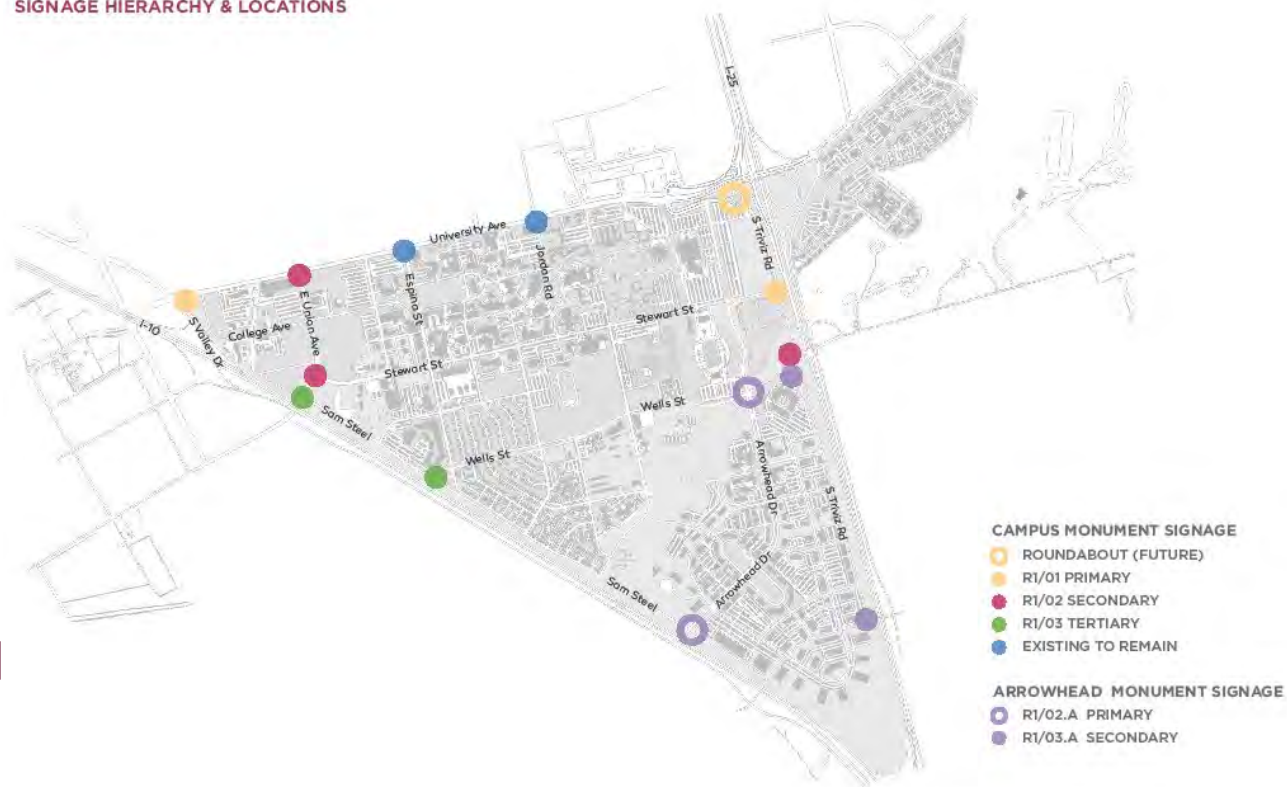 SIGNAGE HIERARCHY & LOCATIONS
I-25
University Ave
S Triviz Rd
Jordan Rd
Espina St
E Union Ave
Stewart St
College Ave
S Valley Dr
I-10
Stewart St
Wells St
Sam Steel
Wells St
Arrowhead Dr
S Triviz Rd
Arrowhead Dr
Sam Steel
CAMPUS MONUMENT SIGNAGE
ROUNDABOUT (FUTURE)
R1/01 PRIMARY
R1/02 SECONDARY
R1/03 TERTIARY
EXISTING TO REMAIN
ARROWHEAD MONUMENT SIGNAGE
R1/02.A PRIMARY
R1/03.A SECONDARY